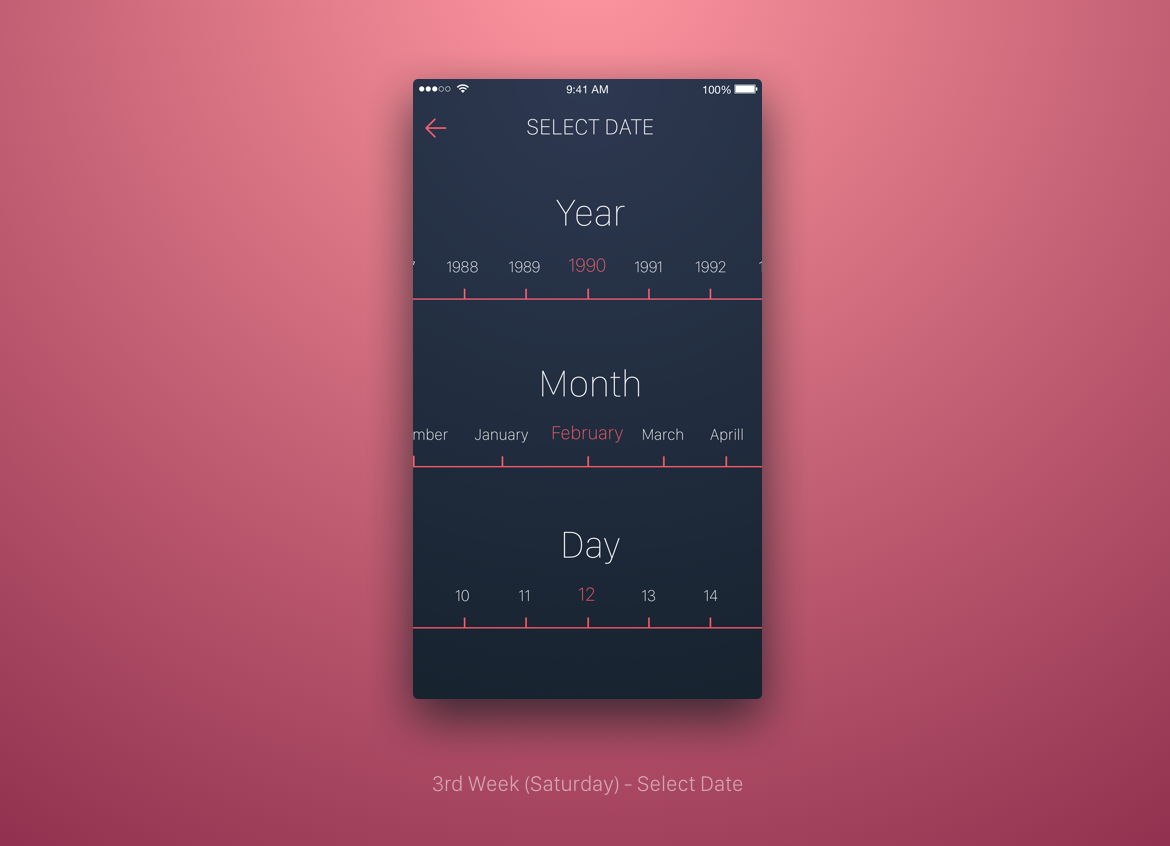 9:41 AM 100%
SELECT DATE
Year
1988 1989 1990 1991 1992
Month
mber January February March Aprill
Day
10 11 12 13 14
3rd Week (Saturday) - Select Date